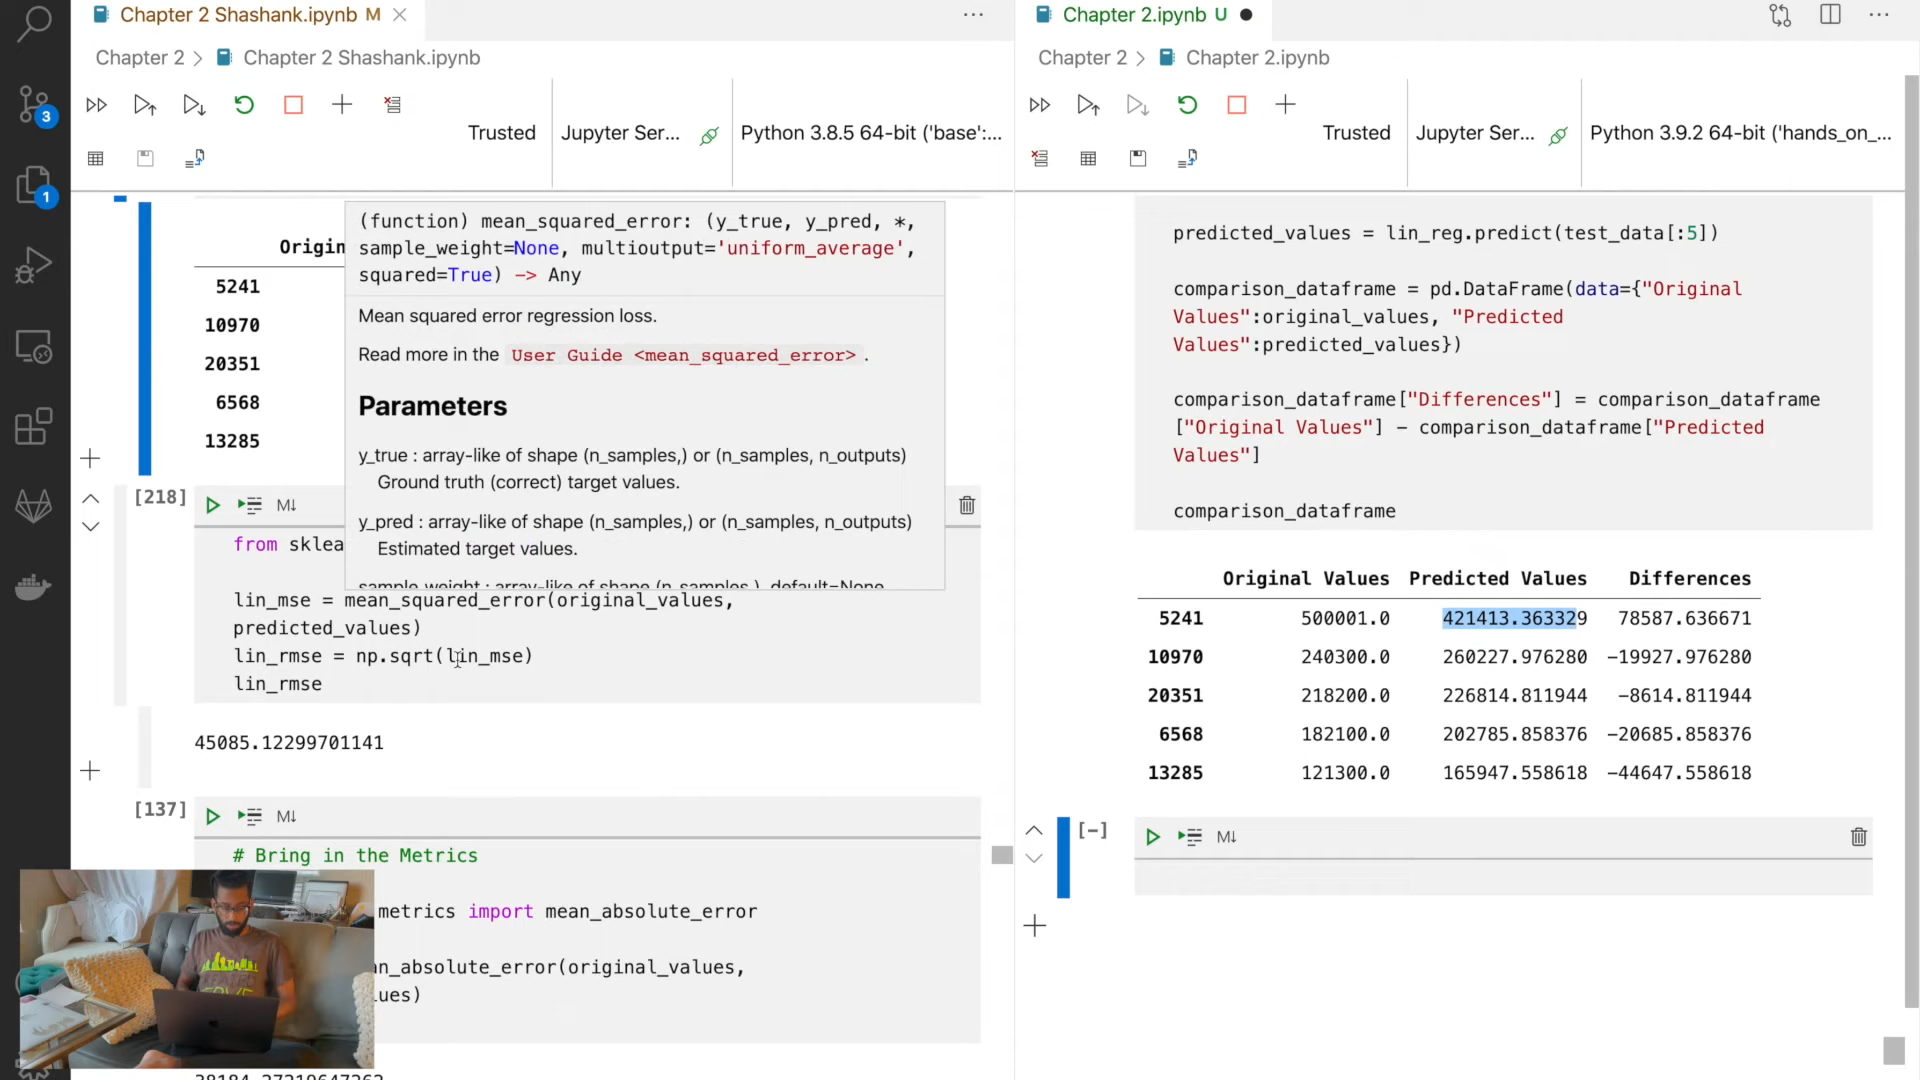 Chapter 2 Shashank.ipynb M
Chapter 2 > Chapter 2 Shashank.ipynb
Trusted
Jupyter Ser...
Python 3.8.5 64-bit ('base':...
3
1
Origin
5241
10970
20351
6568
13285
(function) mean_squared_error: (y_true, y_pred, *,
sample_weight=None, multioutput='uniform_average',
squared=True) -> Any
Mean squared error regression loss.
Read more in the User Guide <mean_squared_error> .
Parameters
y_true : array-like of shape (n_samples,) or (n_samples, n_outputs)
Ground truth (correct) target values.
y_pred : array-like of shape (n_samples,) or (n_samples, n_outputs)
Estimated target values.
sample_weight : array-like of shape (n_samples,), default=None
[218]
M↓
from sklea
lin_mse = mean_squared_error(original_values,
predicted_values)
lin_rmse = np.sqrt(lin_mse)
lin_rmse
45085.12299701141
[137]
M↓
# Bring in the Metrics
metrics import mean_absolute_error
n_absolute_error(original_values,
ues)
Chapter 2.ipynb U
Chapter 2 > Chapter 2.ipynb
Trusted
Jupyter Ser...
Python 3.9.2 64-bit ('hands_on_...
predicted_values = lin_reg.predict(test_data[:5])
comparison_dataframe = pd.DataFrame(data={"Original
Values":original_values, "Predicted
Values":predicted_values})
comparison_dataframe["Differences"] = comparison_dataframe
["Original Values"] - comparison_dataframe["Predicted
Values"]
comparison_dataframe
Original Values Predicted Values Differences
5241 500001.0 421413.363329 78587.636671
10970 240300.0 260227.976280 -19927.976280
20351 218200.0 226814.811944 -8614.811944
6568 182100.0 202785.858376 -20685.858376
13285 121300.0 165947.558618 -44647.558618
[-]
M↓